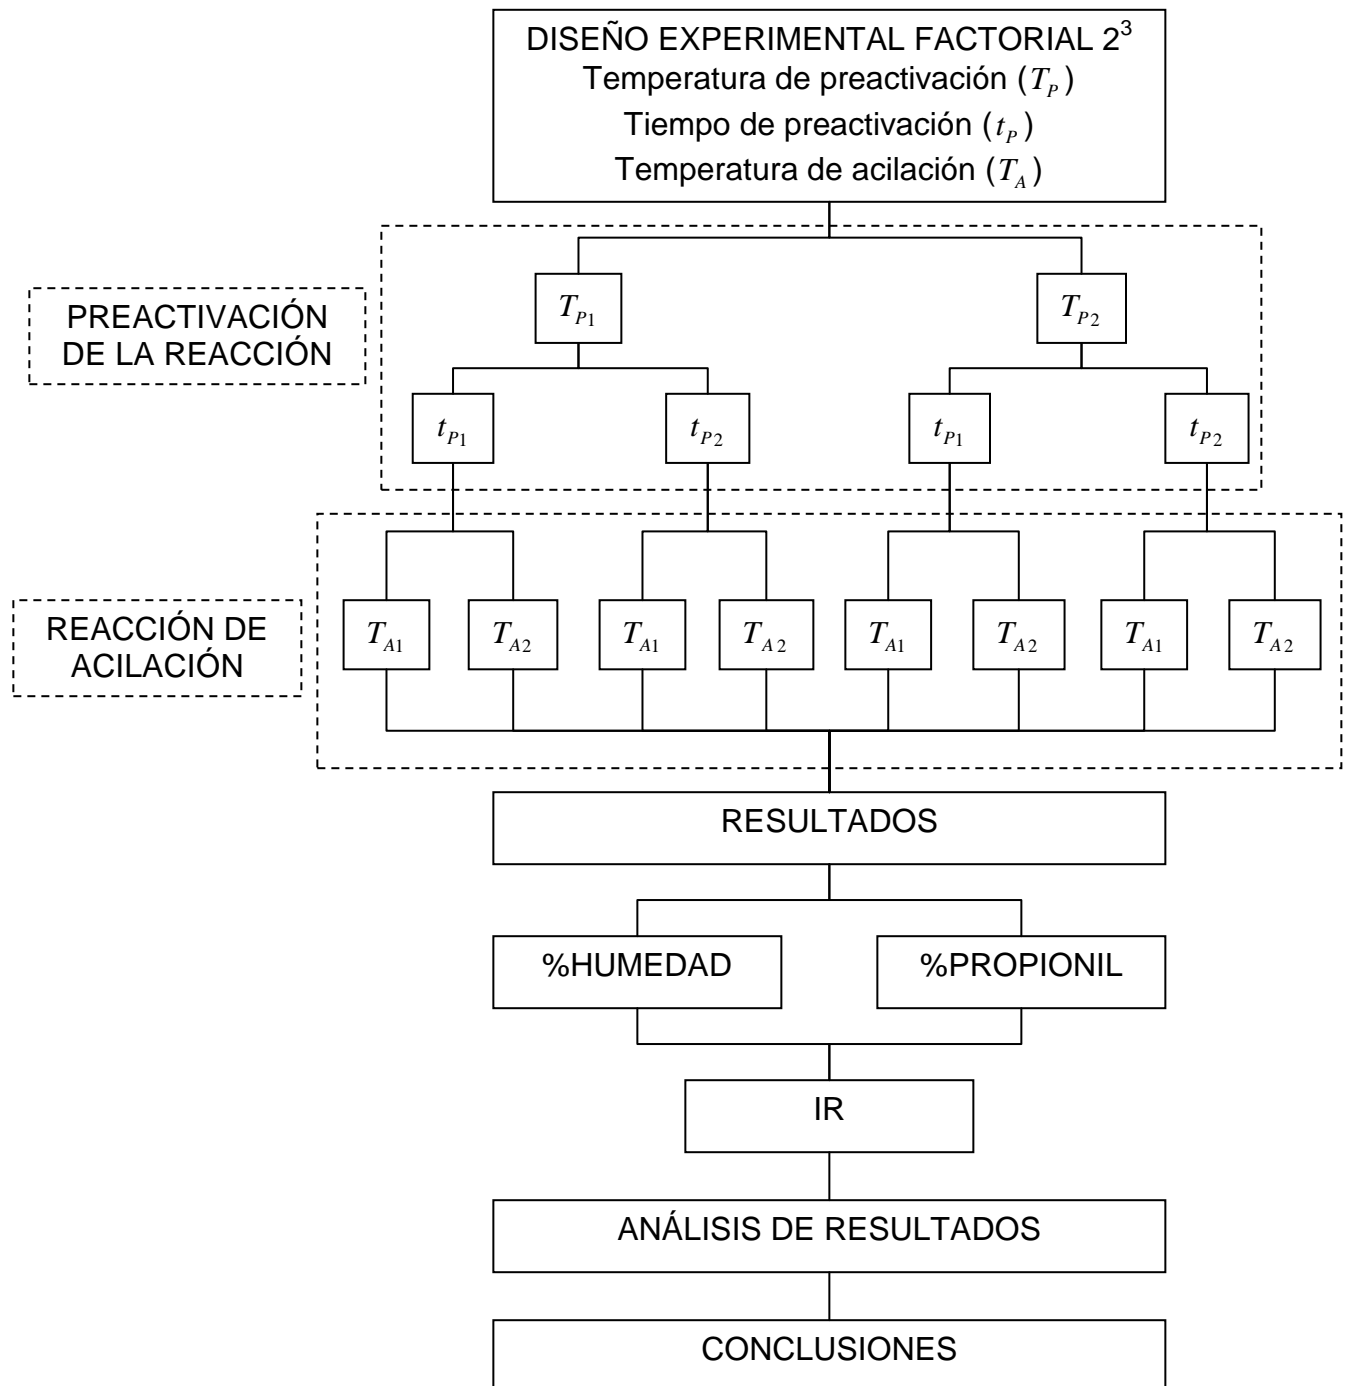 DISEÑO EXPERIMENTAL FACTORIAL 2³
Temperatura de preactivación (T_P)
Tiempo de preactivación (t_P)
Temperatura de acilación (T_A)
PREACTIVACIÓN
DE LA REACCIÓN
T_P1
T_P2
t_P1
t_P2
t_P1
t_P2
REACCIÓN DE
ACILACIÓN
T_A1
T_A2
T_A1
T_A2
T_A1
T_A2
T_A1
T_A2
RESULTADOS
%HUMEDAD
%PROPIONIL
IR
ANÁLISIS DE RESULTADOS
CONCLUSIONES